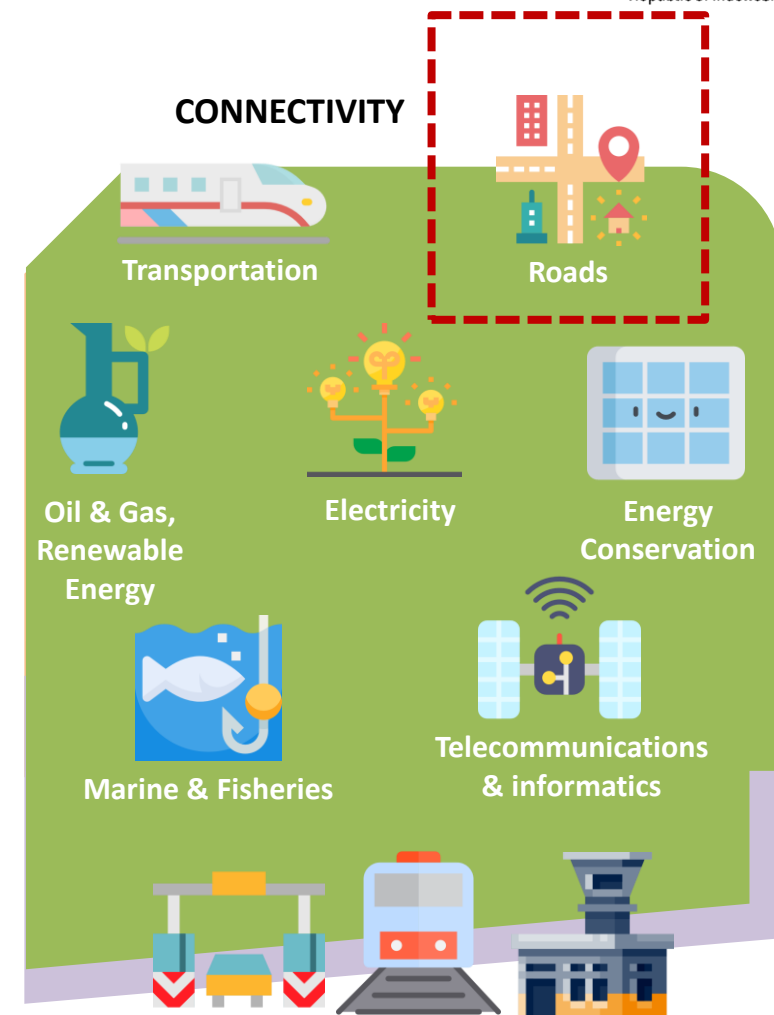 CONNECTIVITY
Transportation
Roads
Oil & Gas,
Renewable
Energy
Electricity
Energy
Conservation
Marine & Fisheries
Telecommunications
& informatics